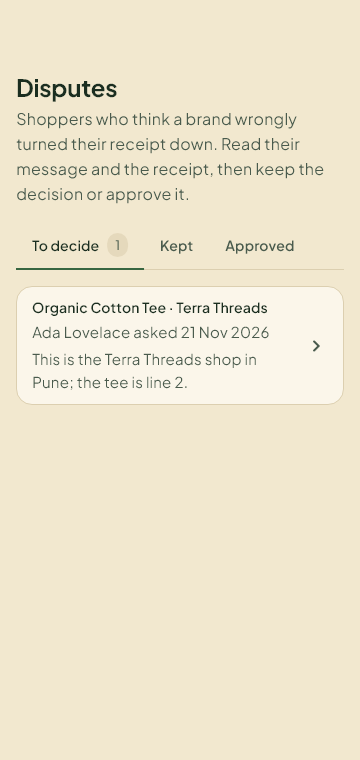 Disputes
Shoppers who think a brand wrongly
turned their receipt down. Read their
message and the receipt, then keep the
decision or approve it.
To decide 1 Kept Approved
Organic Cotton Tee · Terra Threads
Ada Lovelace asked 21 Nov 2026
This is the Terra Threads shop in
Pune; the tee is line 2.